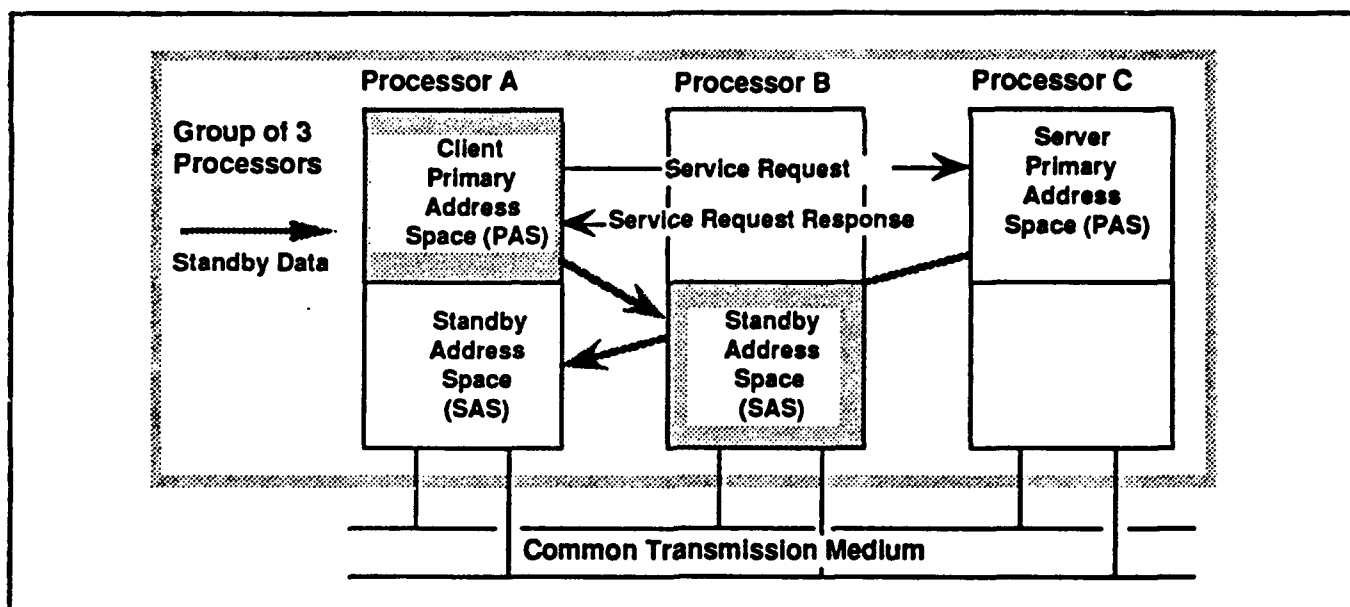 Processor A
Processor B
Processor C
Group of 3
Processors
Standby Data
Client
Primary
Address
Space (PAS)
Service Request
Service Request Response
Server
Primary
Address
Space (PAS)
Standby
Address
Space
(SAS)
Standby
Address
Space
(SAS)
Common Transmission Medium